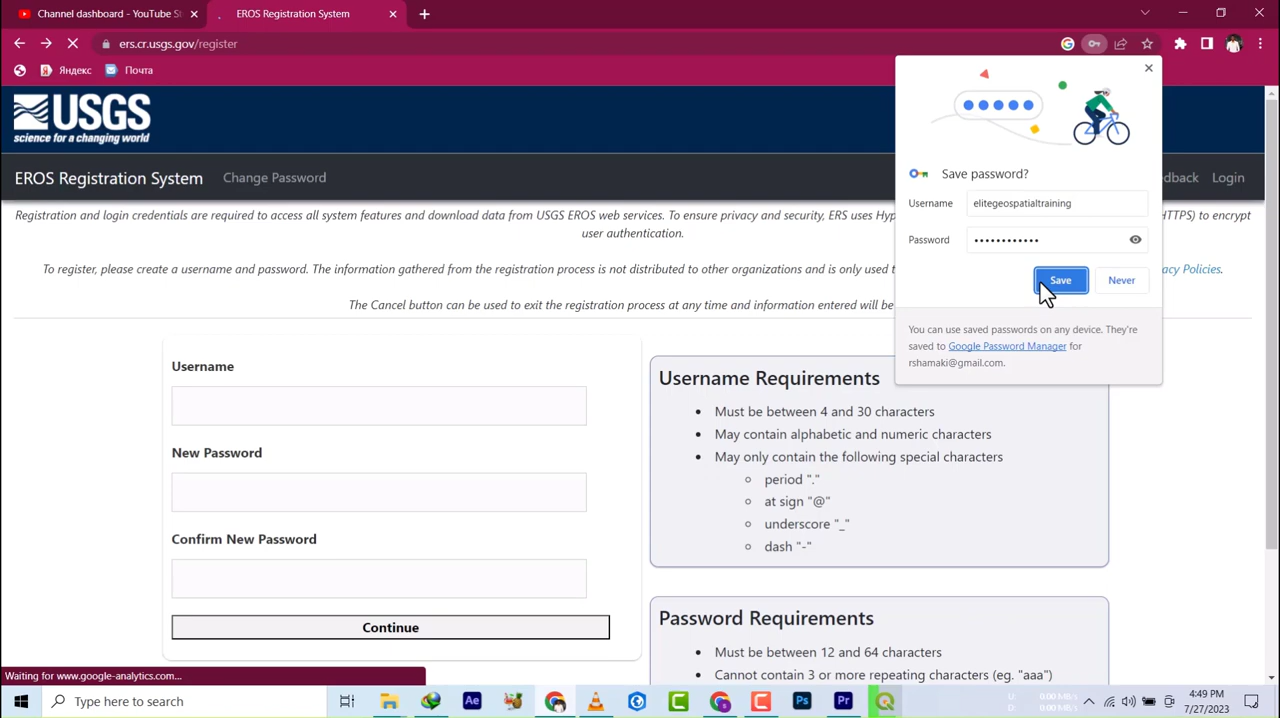 Channel dashboard - YouTube St
EROS Registration System
ers.cr.usgs.gov/register
Яндекс
Почта
USGS
science for a changing world
EROS Registration System
Change Password
Login
Registration and login credentials are required to access all system features and download data from USGS EROS web services. To ensure privacy and security, ERS uses
HTTPS) to encrypt
user authentication.
To register, please create a username and password. The information gathered from the registration process is not distributed to other organizations and is only used
Policies.
The Cancel button can be used to exit the registration process at any time and information entered will be
Save password?
Username
elitegeospatialtraining
Password
••••••••••••
Save
Never
You can use saved passwords on any device. They're
saved to Google Password Manager for
rshamaki@gmail.com.
Username
New Password
Confirm New Password
Continue
Username Requirements
Must be between 4 and 30 characters
May contain alphabetic and numeric characters
May only contain the following special characters
period "."
at sign "@"
underscore "_"
dash "-"
Password Requirements
Must be between 12 and 64 characters
Cannot contain 3 or more repeating characters (eg. "aaa")
Waiting for www.google-analytics.com...
Type here to search
U: 0.00 MB/s
D: 0.00 MB/s
4:49 PM
7/27/2023